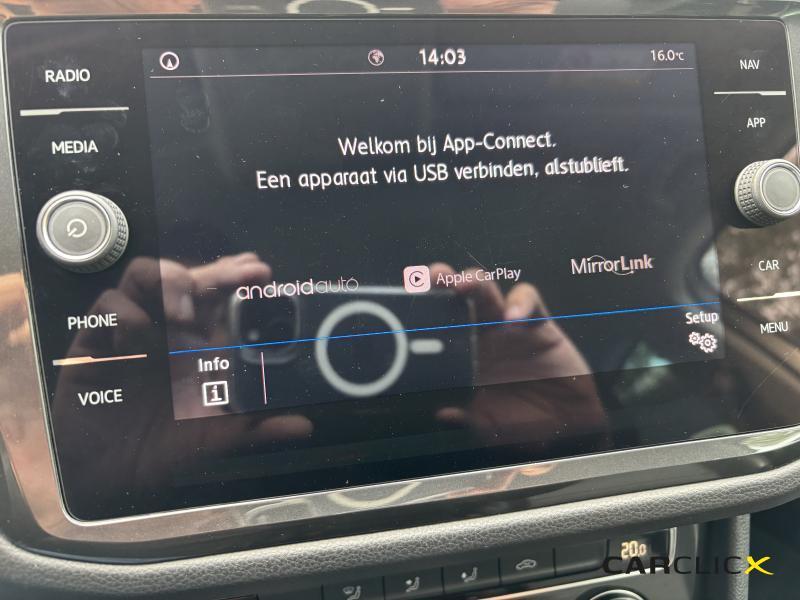 RADIO
MEDIA
PHONE
VOICE
14:03
16.0°C
Welkom bij App-Connect.
Een apparaat via USB verbinden, alstublieft.
androidauto
Apple CarPlay
MirrorLink
Info
i
Setup
NAV
APP
CAR
MENU
20.0
CARCLICX